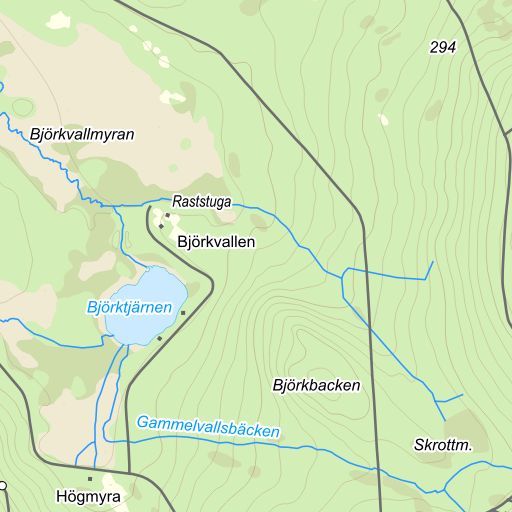 294
Björkvallmyran
Raststuga
Björkvallen
Björktjärnen
Björkbacken
Gammelvallsbäcken
Skrottm.
Högmyra